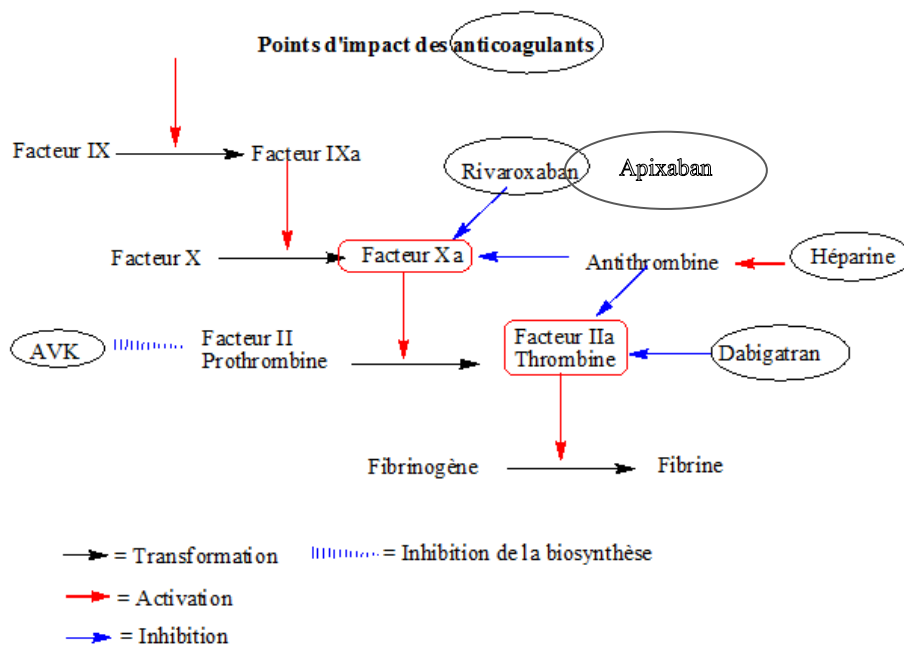 Points d'impact des anticoagulants
Facteur IX
Facteur IXa
Rivaroxaban
Apixaban
Facteur X
Facteur Xa
Antithrombine
Héparine
AVK
Facteur II
Prothrombine
Facteur IIa
Thrombine
Dabigatran
Fibrinogène
Fibrine
= Transformation
= Inhibition de la biosynthèse
= Activation
= Inhibition